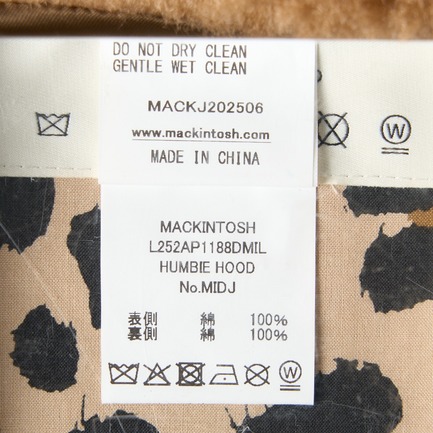 DO NOT DRY CLEAN
GENTLE WET CLEAN
MACKJ202506
www.mackintosh.com
MADE IN CHINA
MACKINTOSH
L252AP1188DMIL
HUMBIE HOOD
No.MIDJ
表側 綿 100%
裏側 綿 100%